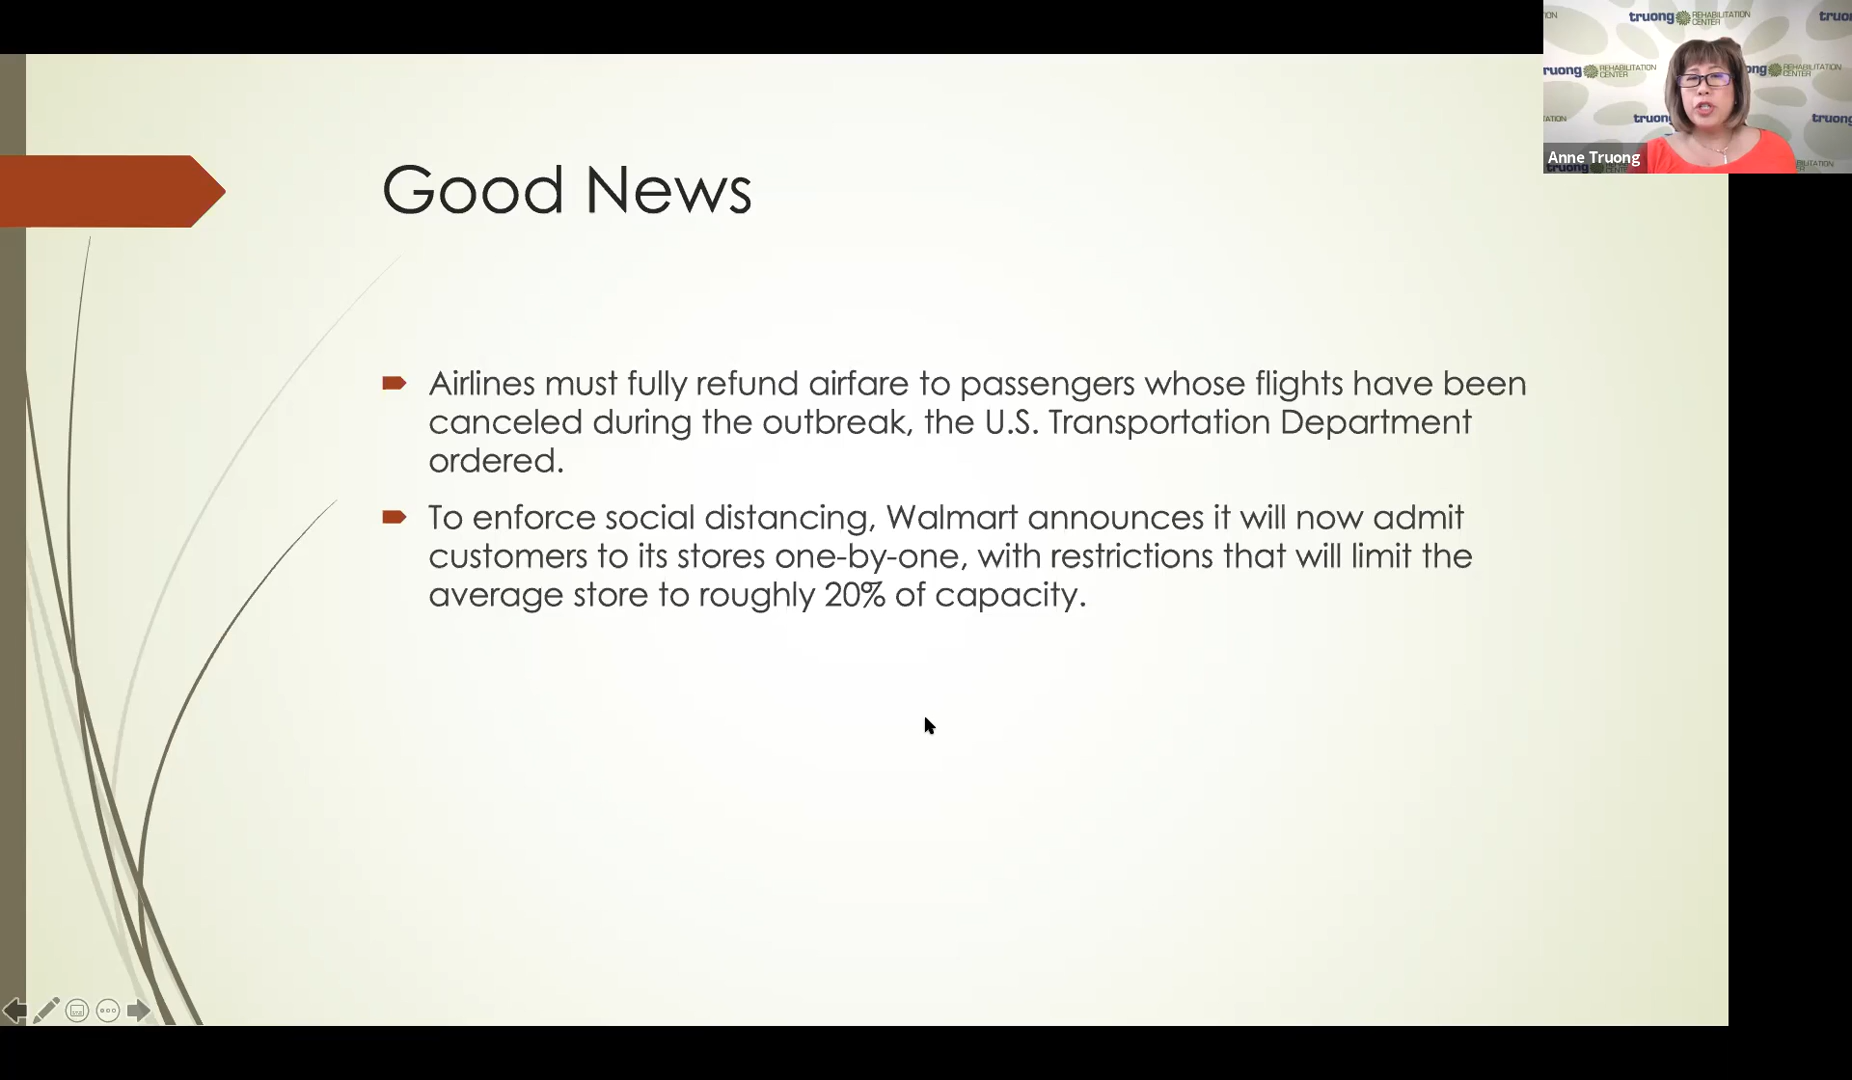 Good News
Airlines must fully refund airfare to passengers whose flights have been
canceled during the outbreak, the U.S. Transportation Department
ordered.
To enforce social distancing, Walmart announces it will now admit
customers to its stores one-by-one, with restrictions that will limit the
average store to roughly 20% of capacity.
truong REHABILITATION CENTER
truong REHABILITATION CENTER
Anne Truong